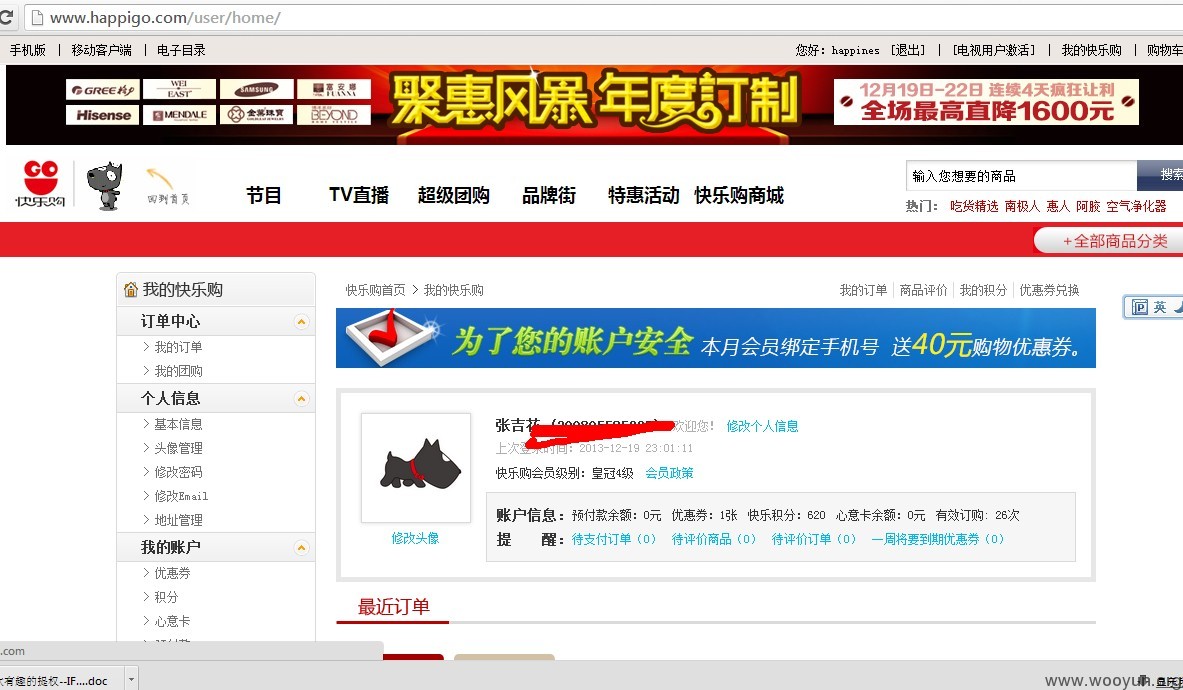 www.happigo.com/user/home/
手机版 | 移动客户端 | 电子目录
您好：happines [退出] | [电视用户激活] | 我的快乐购 | 购物车
GREE WEI EAST SAMSUNG 富安娜 FUANNA
Hisense MENDALE 金象珠宝 BEYOND
聚惠风暴 年度訂制
12月19日-22日 连续4天疯狂让利
全场最高直降1600元
GO
快乐购
回到首页
节目 TV直播 超级团购 品牌街 特惠活动 快乐购商城
输入您想要的商品 搜索
热门： 吃货精选 南极人 惠人 阿胶 空气净化器
+全部商品分类
我的快乐购
订单中心
我的订单
我的团购
个人信息
基本信息
头像管理
修改密码
修改Email
地址管理
我的账户
优惠券
积分
心意卡
快乐购首页 > 我的快乐购
我的订单 商品评价 我的积分 优惠券兑换
英
为了您的账户安全 本月会员绑定手机号 送40元购物优惠券。
张吉 欢迎您！ 修改个人信息
上次登录时间：2013-12-19 23:01:11
快乐购会员级别：皇冠4级 会员政策
修改头像
账户信息：预付款余额：0元 优惠券：1张 快乐积分：620 心意卡余额：0元 有效订购：26次
提 醒：待支付订单（0） 待评价商品（0） 待评价订单（0） 一周将要到期优惠券（0）
最近订单
.com
有趣的提权--IF....doc
www.wooyun.org